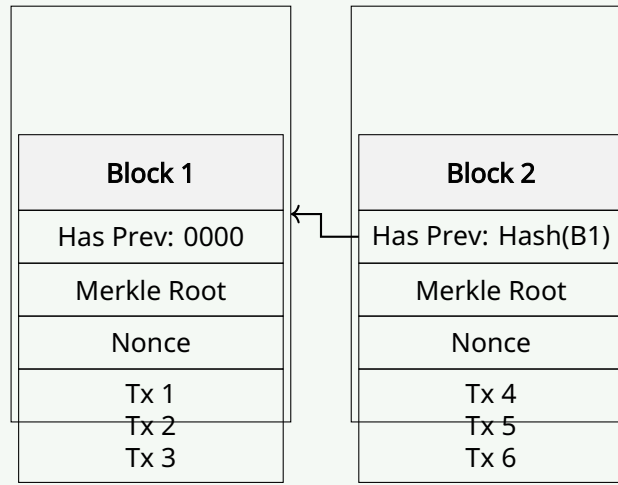 Block 1
Has Prev: 0000
Merkle Root
Nonce
Tx 1
Tx 2
Tx 3
Block 2
Has Prev: Hash(B1)
Merkle Root
Nonce
Tx 4
Tx 5
Tx 6